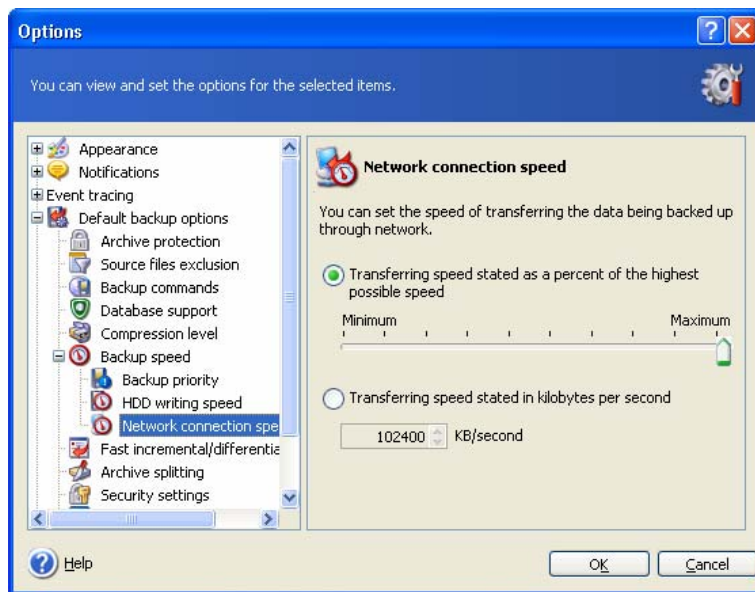 Options
You can view and set the options for the selected items.
Appearance
Notifications
Event tracing
Default backup options
Archive protection
Source files exclusion
Backup commands
Database support
Compression level
Backup speed
Backup priority
HDD writing speed
Network connection spe
Fast incremental/differentia
Archive splitting
Security settings
Network connection speed
You can set the speed of transferring the data being backed up
through network.
Transferring speed stated as a percent of the highest
possible speed
Minimum Maximum
Transferring speed stated in kilobytes per second
102400 KB/second
Help
OK Cancel